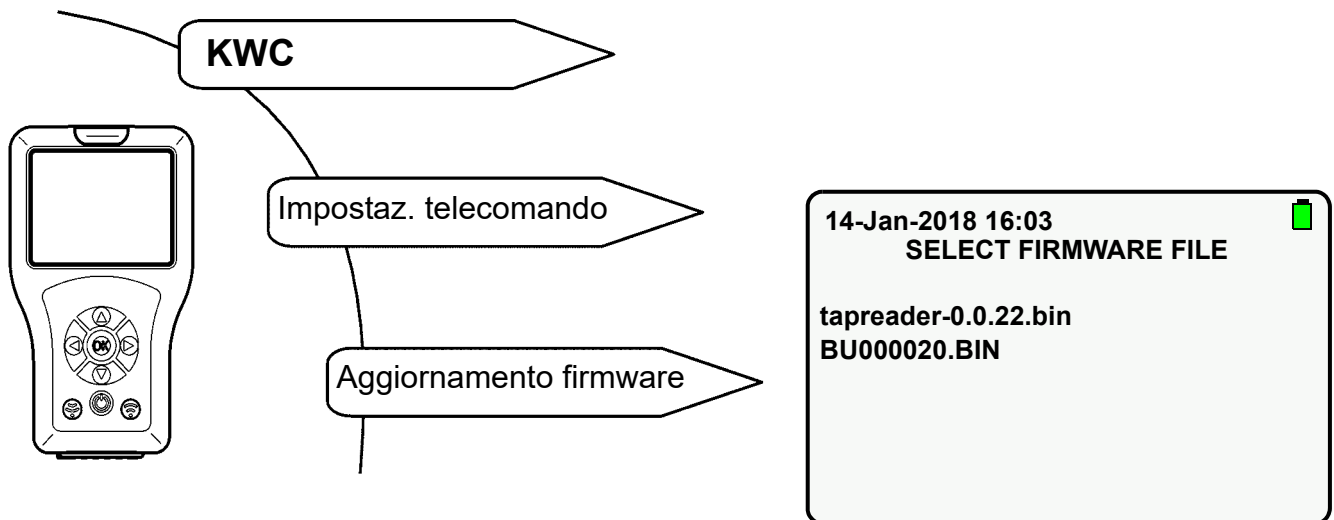 KWC
Impostaz. telecomando
Aggiornamento firmware
OK
14-Jan-2018 16:03
SELECT FIRMWARE FILE
tapreader-0.0.22.bin
BU000020.BIN